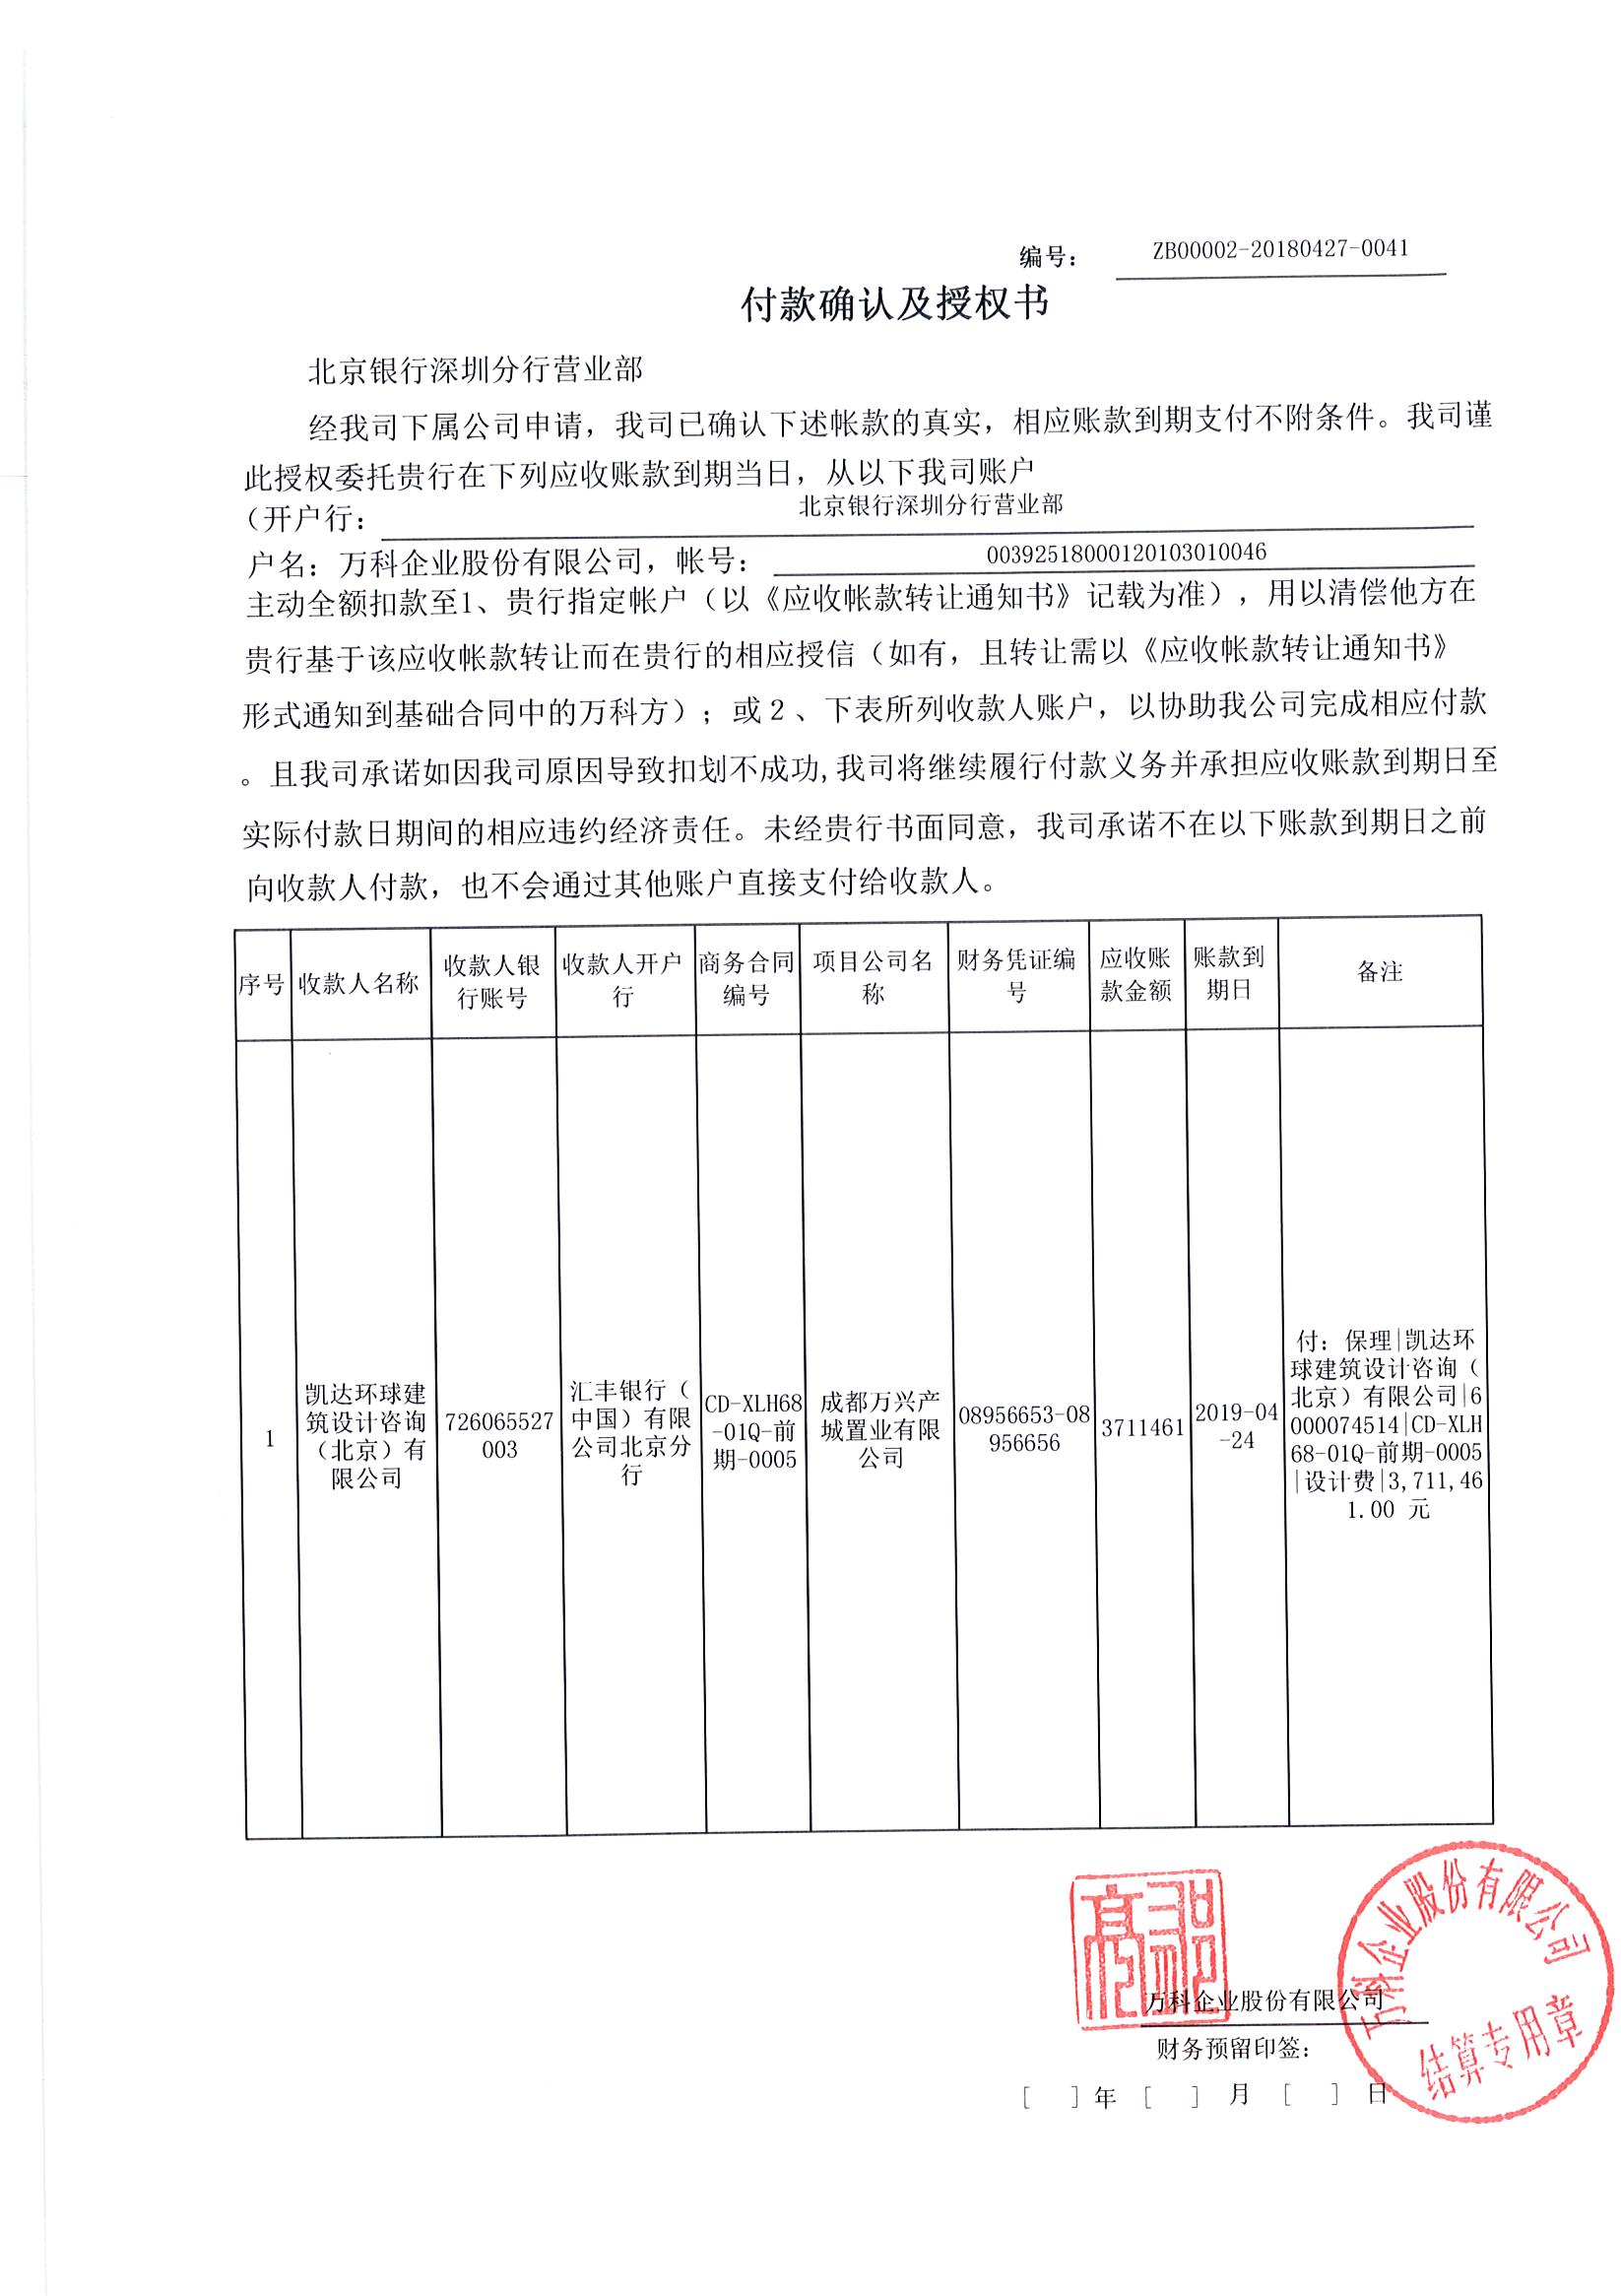 编号： ZB00002-20180427-0041
付款确认及授权书
北京银行深圳分行营业部
经我司下属公司申请，我司已确认下述帐款的真实，相应账款到期支付不附条件。我司谨
此授权委托贵行在下列应收账款到期当日，从以下我司账户
（开户行： 北京银行深圳分行营业部
户名：万科企业股份有限公司，帐号： 00392518000120103010046
主动全额扣款至1、贵行指定帐户（以《应收帐款转让通知书》记载为准），用以清偿他方在
贵行基于该应收帐款转让而在贵行的相应授信（如有，且转让需以《应收帐款转让通知书》
形式通知到基础合同中的万科方）；或２、下表所列收款人账户，以协助我公司完成相应付款
。且我司承诺如因我司原因导致扣划不成功,我司将继续履行付款义务并承担应收账款到期日至
实际付款日期间的相应违约经济责任。未经贵行书面同意，我司承诺不在以下账款到期日之前
向收款人付款，也不会通过其他账户直接支付给收款人。
序号
收款人名称
收款人银
行账号
收款人开户
行
商务合同
编号
项目公司名
称
财务凭证编
号
应收账
款金额
账款到
期日
备注
1
凯达环球建
筑设计咨询
（北京）有
限公司
726065527
003
汇丰银行（
中国）有限
公司北京分
行
CD-XLH68
-01Q-前
期-0005
成都万兴产
城置业有限
公司
08956653-08
956656
3711461
2019-04
-24
付：保理|凯达环
球建筑设计咨询（
北京）有限公司|6
000074514|CD-XLH
68-01Q-前期-0005
|设计费|3,711,46
1.00 元
万科企业股份有限公司
财务预留印签：
[ ]年 [ ] 月 [ ] 日
万科企业股份有限公司
结算专用章